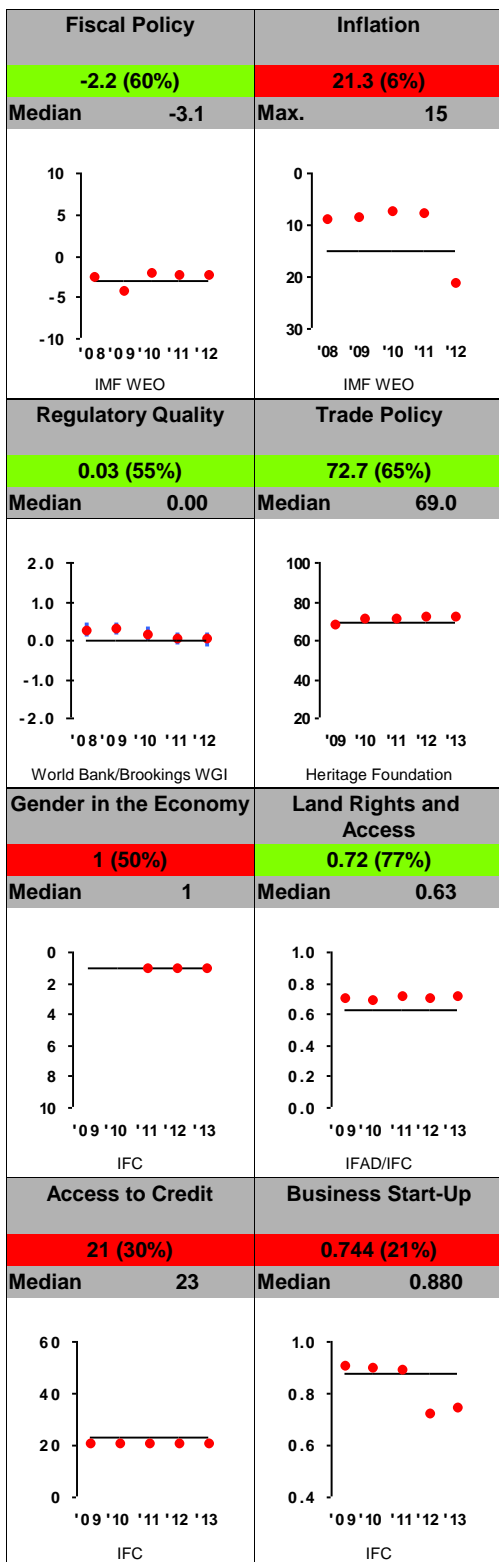 Fiscal Policy
-2.2 (60%)
Median -3.1
10
5
0
-5
-10
'08 '09 '10 '11 '12
IMF WEO
Inflation
21.3 (6%)
Max. 15
0
10
20
30
'08 '09 '10 '11 '12
IMF WEO
Regulatory Quality
0.03 (55%)
Median 0.00
2.0
1.0
0.0
-1.0
-2.0
'08 '09 '10 '11 '12
World Bank/Brookings WGI
Trade Policy
72.7 (65%)
Median 69.0
100
80
60
40
20
'09 '10 '11 '12 '13
Heritage Foundation
Gender in the Economy
1 (50%)
Median 1
0
2
4
6
8
10
'09 '10 '11 '12 '13
IFC
Land Rights and
Access
0.72 (77%)
Median 0.63
1.0
0.8
0.6
0.4
0.2
0.0
'09 '10 '11 '12 '13
IFAD/IFC
Access to Credit
21 (30%)
Median 23
60
40
20
0
'09 '10 '11 '12 '13
IFC
Business Start-Up
0.744 (21%)
Median 0.880
1.0
0.8
0.6
0.4
'09 '10 '11 '12 '13
IFC